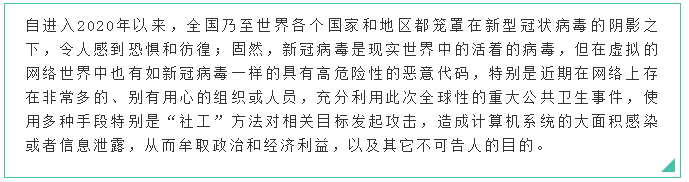 自进入2020年以来，全国乃至世界各个国家和地区都笼罩在新型冠状病毒的阴影之
下，令人感到恐惧和彷徨；固然，新冠病毒是现实世界中的活着的病毒，但在虚拟的
网络世界中也有如新冠病毒一样的具有高危险性的恶意代码，特别是近期在网络上存
在非常多的、别有用心的组织或人员，充分利用此次全球性的重大公共卫生事件，使
用多种手段特别是“社工”方法对相关目标发起攻击，造成计算机系统的大面积感染
或者信息泄露，从而牟取政治和经济利益，以及其它不可告人的目的。